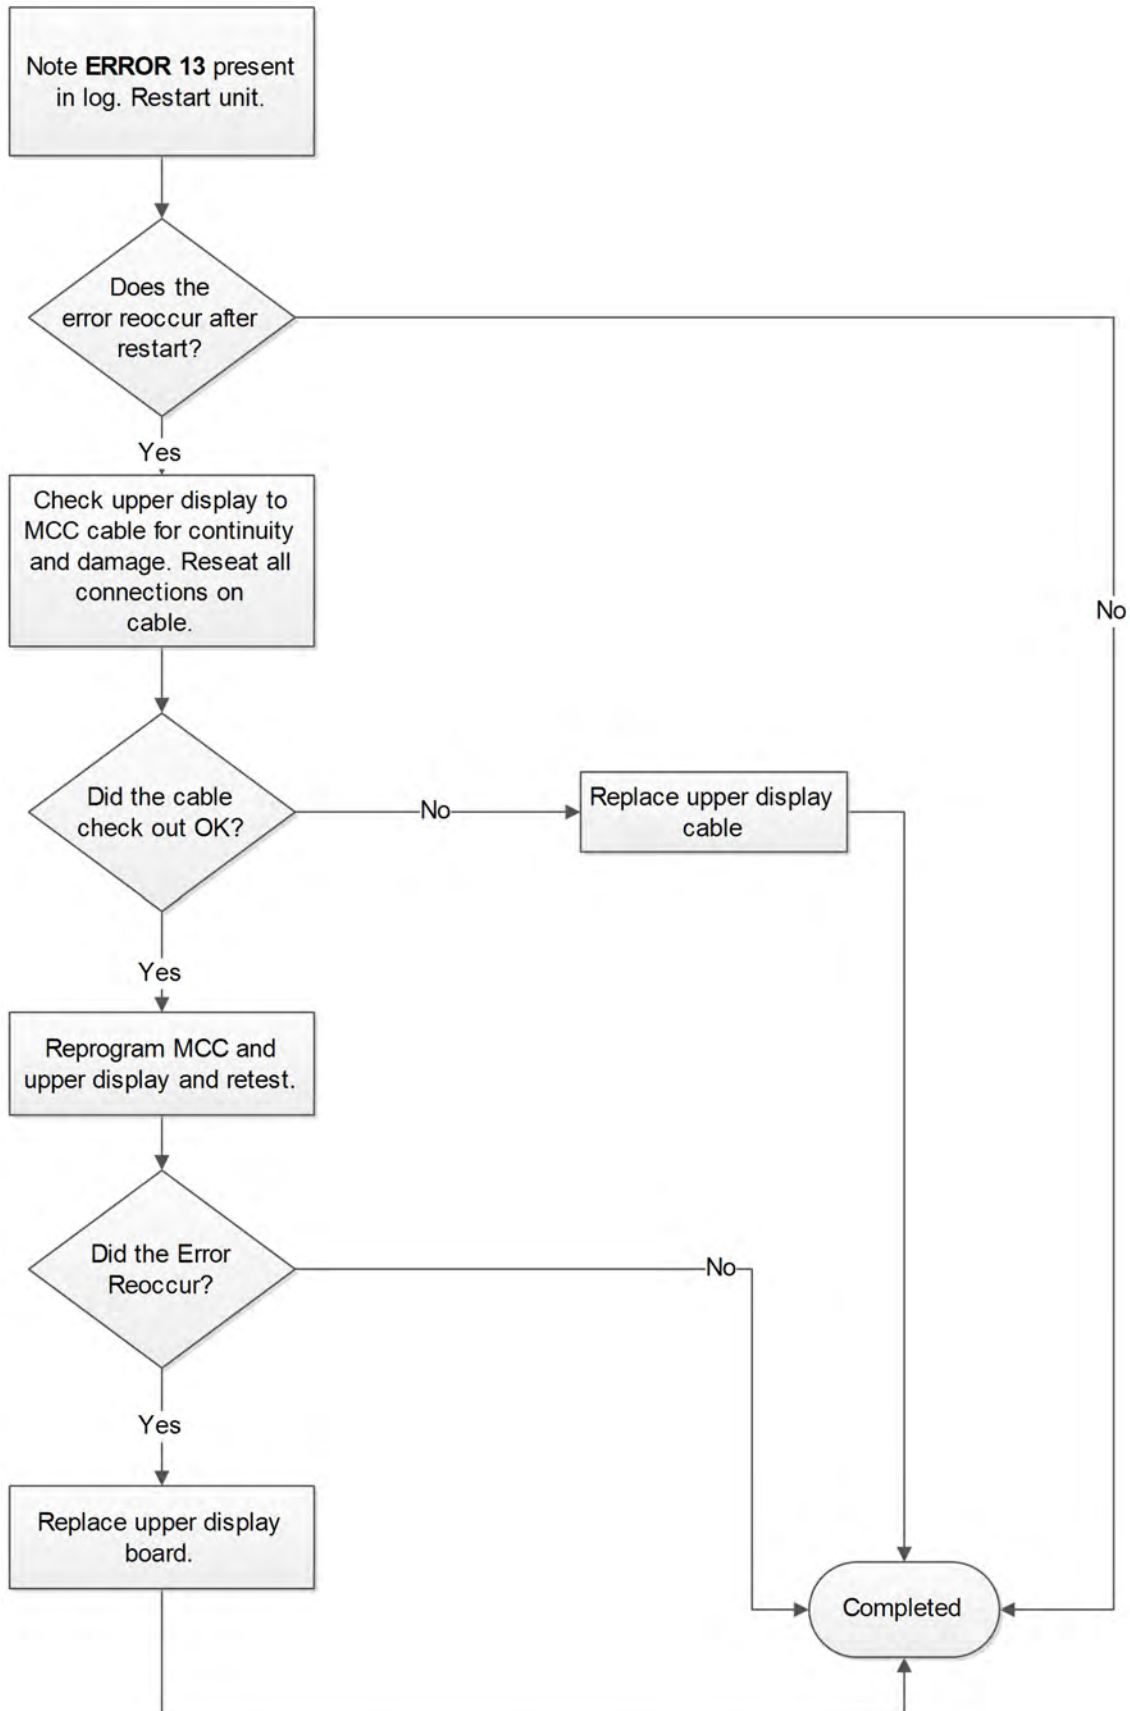 Note ERROR 13 present
in log. Restart unit.
Does the
error reoccur after
restart?
Yes
No
Check upper display to
MCC cable for continuity
and damage. Reseat all
connections on
cable.
Did the cable
check out OK?
No
Replace upper display
cable
Yes
Reprogram MCC and
upper display and retest.
Did the Error
Reoccur?
No
Yes
Replace upper display
board.
Completed